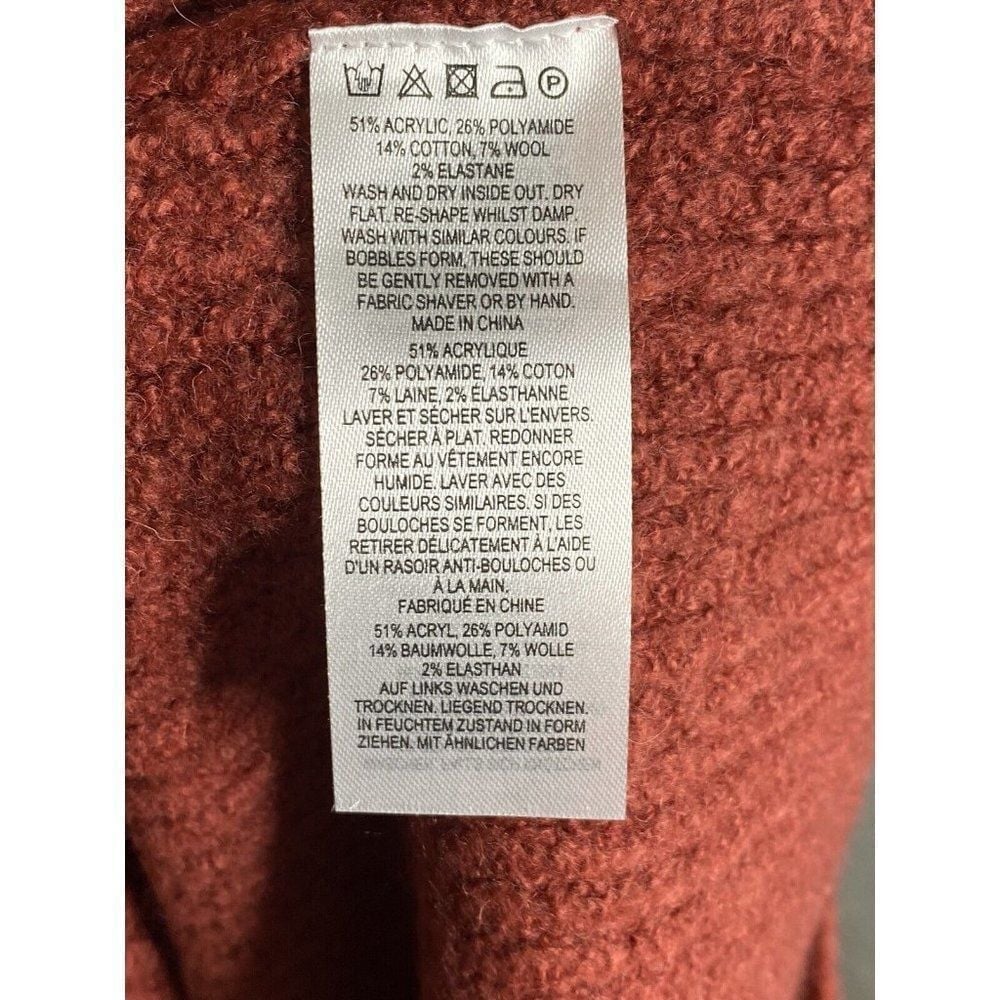 P
51% ACRYLIC, 26% POLYAMIDE
14% COTTON, 7% WOOL
2% ELASTANE
WASH AND DRY INSIDE OUT. DRY
FLAT. RE-SHAPE WHILST DAMP.
WASH WITH SIMILAR COLOURS. IF
BOBBLES FORM, THESE SHOULD
BE GENTLY REMOVED WITH A
FABRIC SHAVER OR BY HAND.
MADE IN CHINA
51% ACRYLIQUE
26% POLYAMIDE, 14% COTON
7% LAINE, 2% ÉLASTHANNE
LAVER ET SÉCHER SUR L'ENVERS.
SÉCHER À PLAT. REDONNER
FORME AU VÊTEMENT ENCORE
HUMIDE. LAVER AVEC DES
COULEURS SIMILAIRES. SI DES
BOULOCHES SE FORMENT, LES
RETIRER DÉLICATEMENT À L'AIDE
D'UN RASOIR ANTI-BOULOCHES OU
À LA MAIN.
FABRIQUÉ EN CHINE
51% ACRYL, 26% POLYAMID
14% BAUMWOLLE, 7% WOLLE
2% ELASTHAN
AUF LINKS WASCHEN UND
TROCKNEN. LIEGEND TROCKNEN.
IN FEUCHTEM ZUSTAND IN FORM
ZIEHEN. MIT ÄHNLICHEN FARBEN